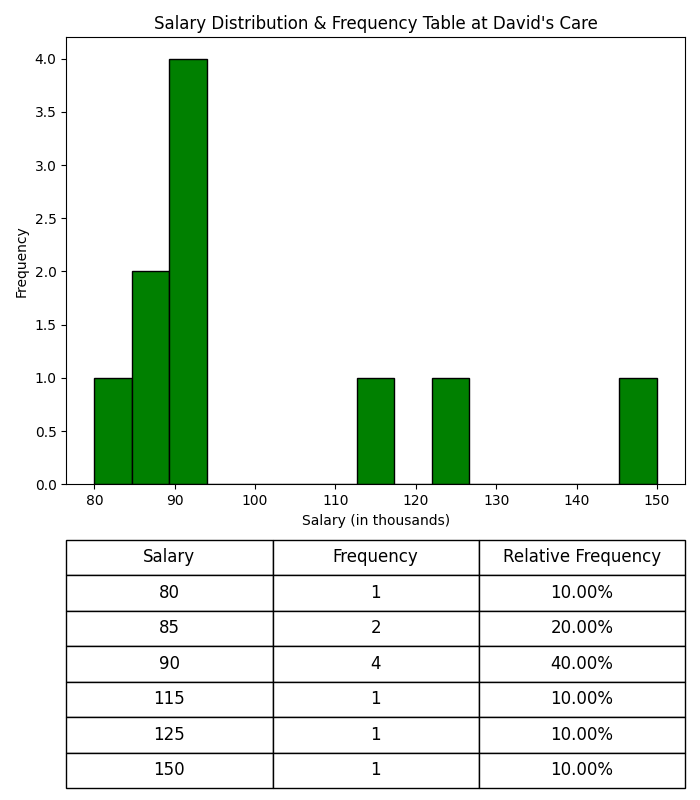 Salary Distribution & Frequency Table at David's Care
4.0
3.5
3.0
2.5
2.0
1.5
1.0
0.5
0.0
Frequency
80 90 100 110 120 130 140 150
Salary (in thousands)
Salary Frequency Relative Frequency
80 1 10.00%
85 2 20.00%
90 4 40.00%
115 1 10.00%
125 1 10.00%
150 1 10.00%